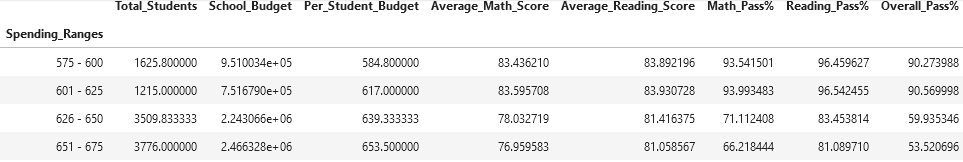 Total_Students School_Budget Per_Student_Budget Average_Math_Score Average_Reading_Score Math_Pass% Reading_Pass% Overall_Pass%
Spending_Ranges
575 - 600 1625.800000 9.510034e+05 584.800000 83.436210 83.892196 93.541501 96.459627 90.273988
601 - 625 1215.000000 7.516790e+05 617.000000 83.595708 83.930728 93.993483 96.542455 90.569998
626 - 650 3509.833333 2.243066e+06 639.333333 78.032719 81.416375 71.112408 83.453814 59.935346
651 - 675 3776.000000 2.466328e+06 653.500000 76.959583 81.058567 66.218444 81.089710 53.520696